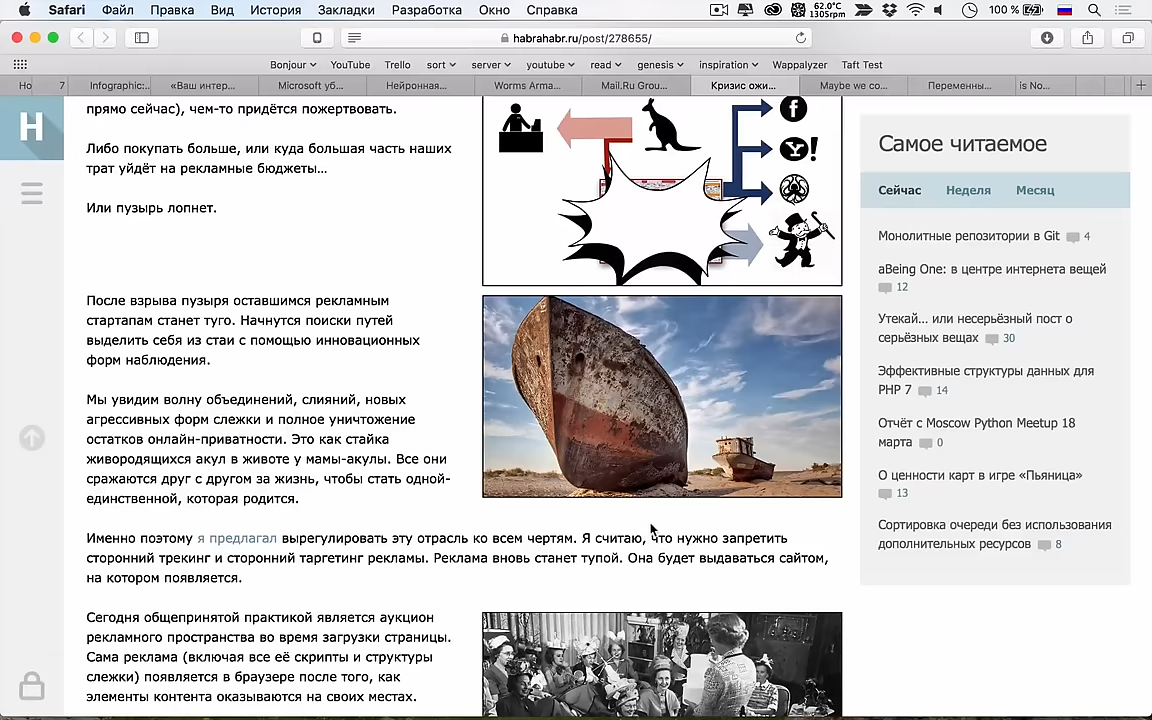 Safari Файл Правка Вид История Закладки Разработка Окно Справка 62.0°C 1305rpm 100 %
habrahabr.ru/post/278655/
Bonjour YouTube Trello sort server youtube read genesis inspiration Wappalyzer Taft Test
Но 7 Infographic:... «Ваш интер... Microsoft уб... Нейронная... Worms Arma... Mail.Ru Grou... Кризис ожи... Maybe we co... Переменны... is No...
H
прямо сейчас), чем-то придётся пожертвовать.
Либо покупать больше, или куда большая часть наших
трат уйдёт на рекламные бюджеты...
Или пузырь лопнет.
f
Y!
После взрыва пузыря оставшимся рекламным
стартапам станет туго. Начнутся поиски путей
выделить себя из стаи с помощью инновационных
форм наблюдения.
Мы увидим волну объединений, слияний, новых
агрессивных форм слежки и полное уничтожение
остатков онлайн-приватности. Это как стайка
живородящихся акул в животе у мамы-акулы. Все они
сражаются друг с другом за жизнь, чтобы стать одной-
единственной, которая родится.
Именно поэтому я предлагал вырегулировать эту отрасль ко всем чертям. Я считаю, что нужно запретить
сторонний трекинг и сторонний таргетинг рекламы. Реклама вновь станет тупой. Она будет выдаваться сайтом,
на котором появляется.
Сегодня общепринятой практикой является аукцион
рекламного пространства во время загрузки страницы.
Сама реклама (включая все её скрипты и структуры
слежки) появляется в браузере после того, как
элементы контента оказываются на своих местах.
Самое читаемое
Сейчас Неделя Месяц
Монолитные репозитории в Git 4
aBeing One: в центре интернета вещей
12
Утекай... или несерьёзный пост о
серьёзных вещах 30
Эффективные структуры данных для
PHP 7 14
Отчёт с Moscow Python Meetup 18
марта 0
О ценности карт в игре «Пьяница»
13
Сортировка очереди без использования
дополнительных ресурсов 8